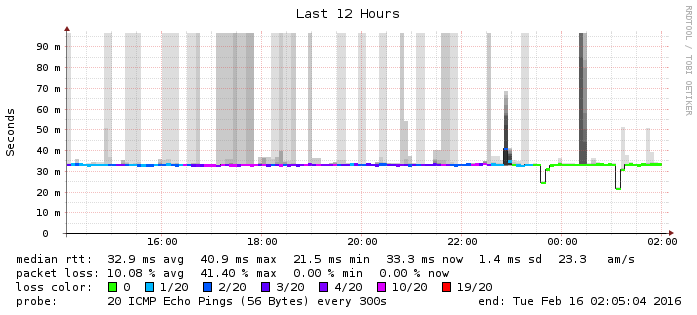 Last 12 Hours
RRDTOOL / TOBI OETIKER
Seconds
90 m
80 m
70 m
60 m
50 m
40 m
30 m
20 m
10 m
0
16:00 18:00 20:00 22:00 00:00 02:00
median rtt: 32.9 ms avg 40.9 ms max 21.5 ms min 33.3 ms now 1.4 ms sd 23.3 am/s
packet loss: 10.08 % avg 41.40 % max 0.00 % min 0.00 % now
loss color: 0 1/20 2/20 3/20 4/20 10/20 19/20
probe: 20 ICMP Echo Pings (56 Bytes) every 300s end: Tue Feb 16 02:05:04 2016